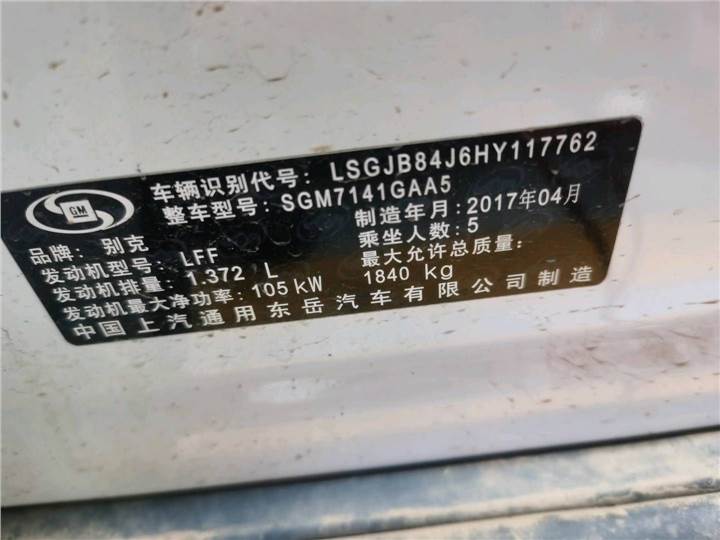 GM
车辆识别代号: LSGJB84J6HY117762
整车型号: SGM7141GAA5
品牌: 别克 制造年月: 2017年04月
发动机型号: LFF 乘坐人数: 5
发动机排量: 1.372 L 最大允许总质量:
发动机最大净功率: 105 kW 1840 kg
中国上汽通用东岳汽车有限公司制造